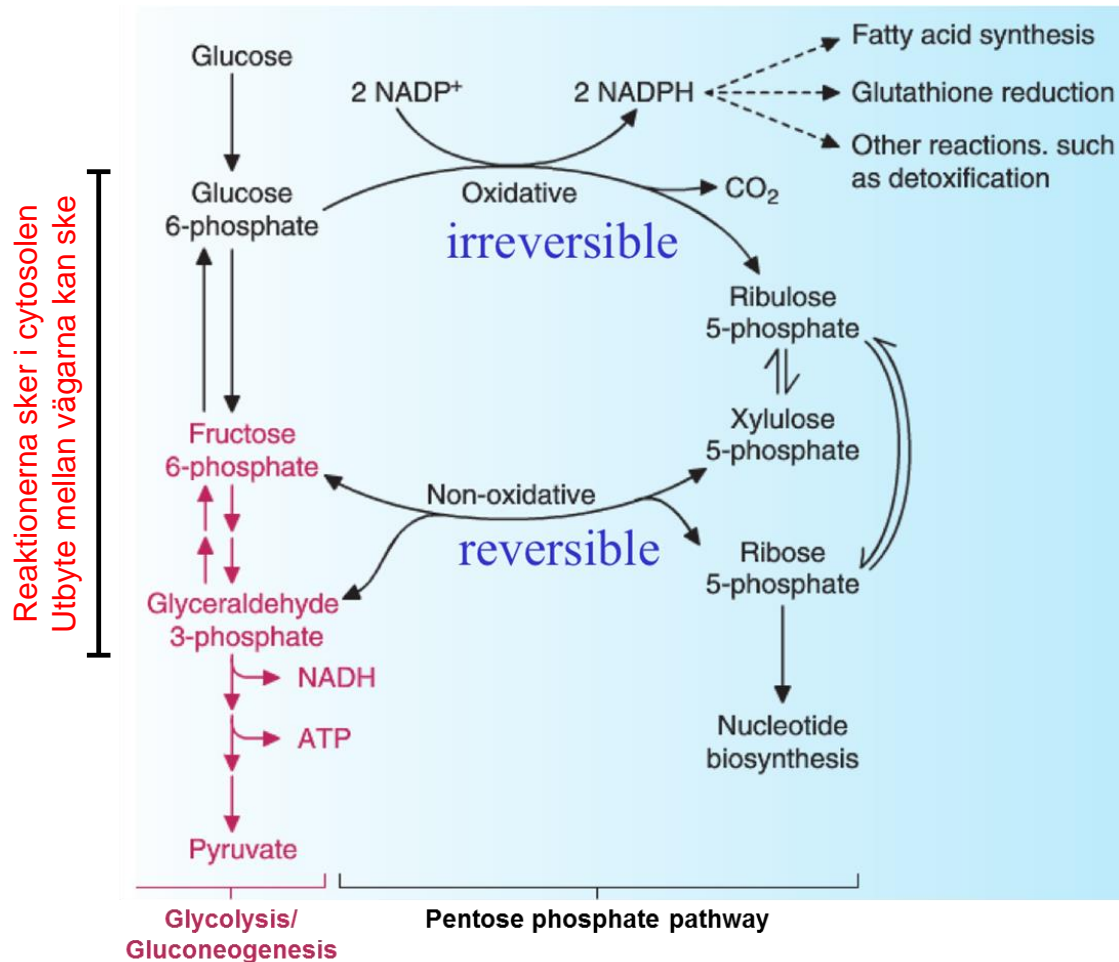 Reaktionerna sker i cytosolen
Utbyte mellan vägarna kan ske
Glucose
2 NADP⁺
2 NADPH
Fatty acid synthesis
Glutathione reduction
Other reactions. such
as detoxification
Glucose
6-phosphate
Oxidative
CO₂
irreversible
Ribulose
5-phosphate
Xylulose
5-phosphate
Fructose
6-phosphate
Non-oxidative
reversible
Ribose
5-phosphate
Glyceraldehyde
3-phosphate
NADH
ATP
Nucleotide
biosynthesis
Pyruvate
Glycolysis/
Gluconeogenesis
Pentose phosphate pathway